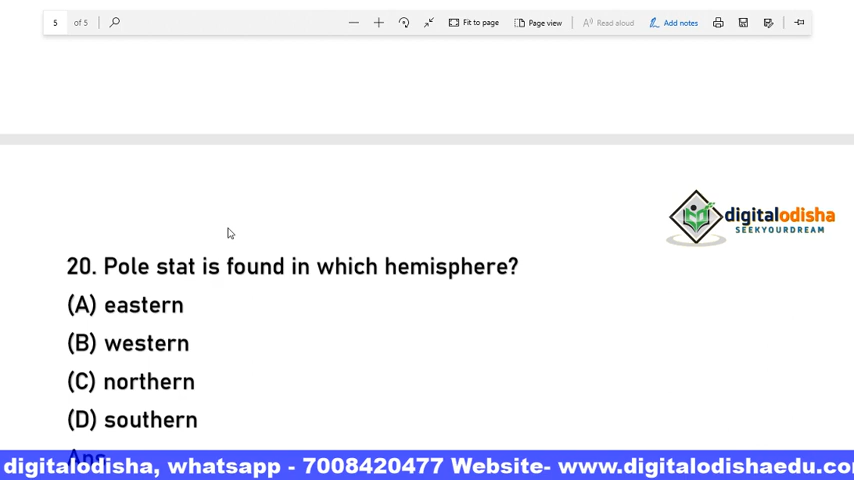 5 of 5 Fit to page Page view Read aloud Add notes
digitalodisha
SEEKYOURDREAM
20. Pole stat is found in which hemisphere?
(A) eastern
(B) western
(C) northern
(D) southern
Ans
digitalodisha, whatsapp - 7008420477 Website- www.digitalodishaedu.co